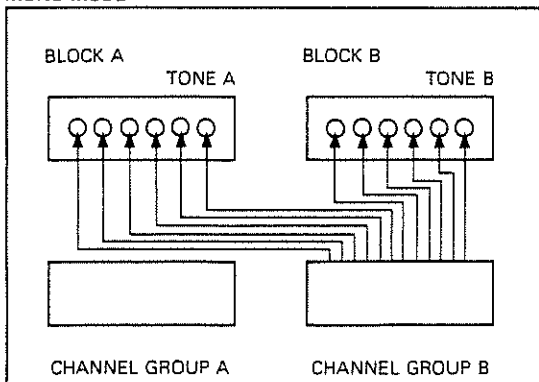 BLOCK A
BLOCK B
TONE A
TONE B
CHANNEL GROUP A
CHANNEL GROUP B